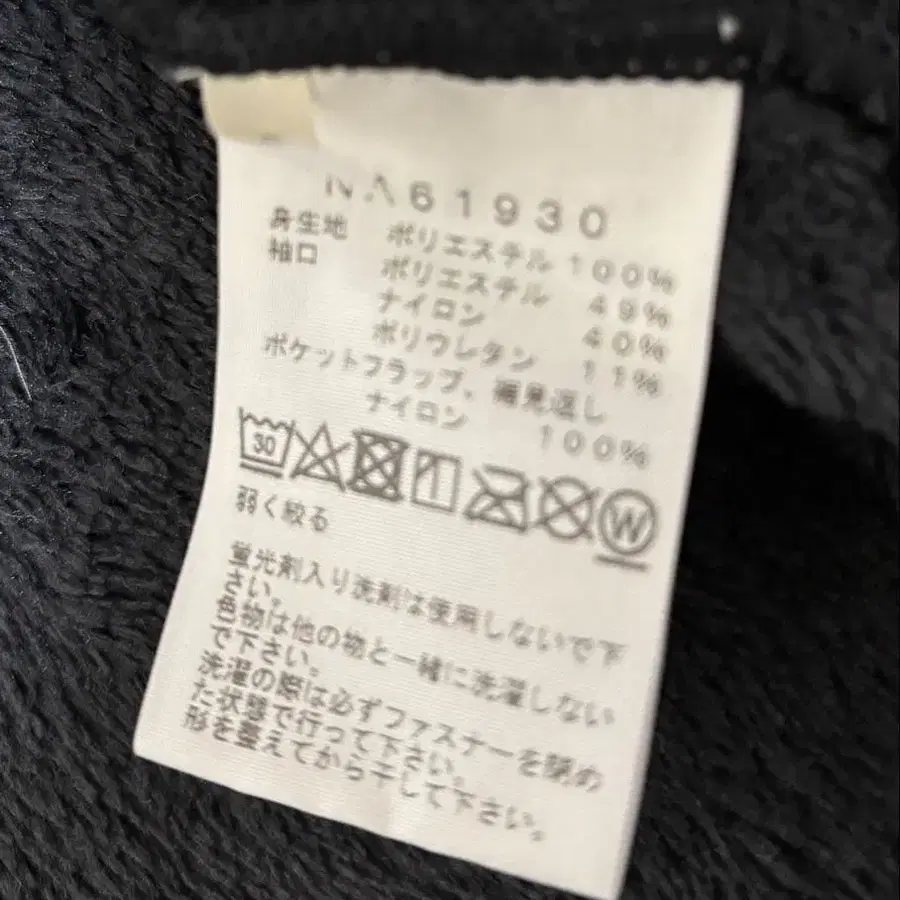 NA61930
身生地 ポリエステル 100%
袖口 ポリエステル 49%
ナイロン 40%
ポリウレタン 11%
ポケットフラップ、裾見返し
ナイロン 100%
30 W
弱く絞る
蛍光剤入り洗剤は使用しないで下
さい。
色物は他の物と一緒に洗濯しない
で下さい。
洗濯の際は必ずファスナーを閉め
た状態で行って下さい。
形を整えてから干して下さい。